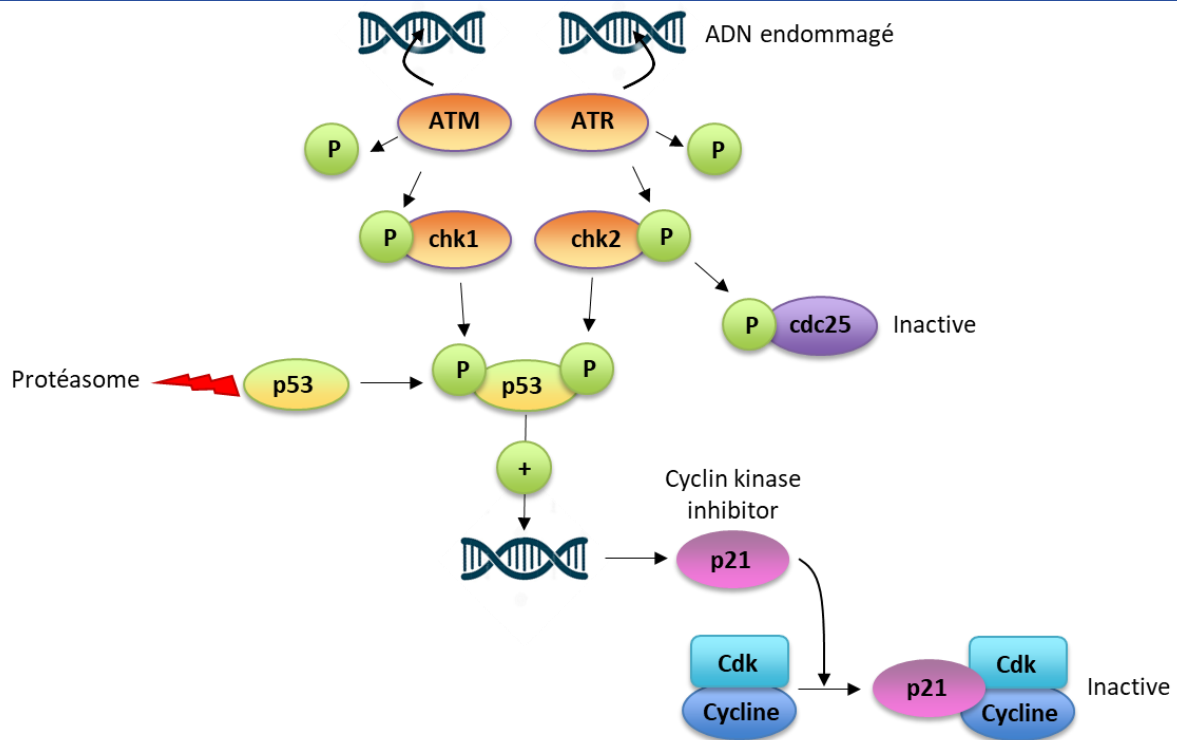 ADN endommagé
ATM
ATR
P
P
P
chk1
chk2
P
P
cdc25
Inactive
Protéasome
p53
P
p53
P
+
Cyclin kinase
inhibitor
p21
Cdk
Cycline
p21
Cdk
Cycline
Inactive